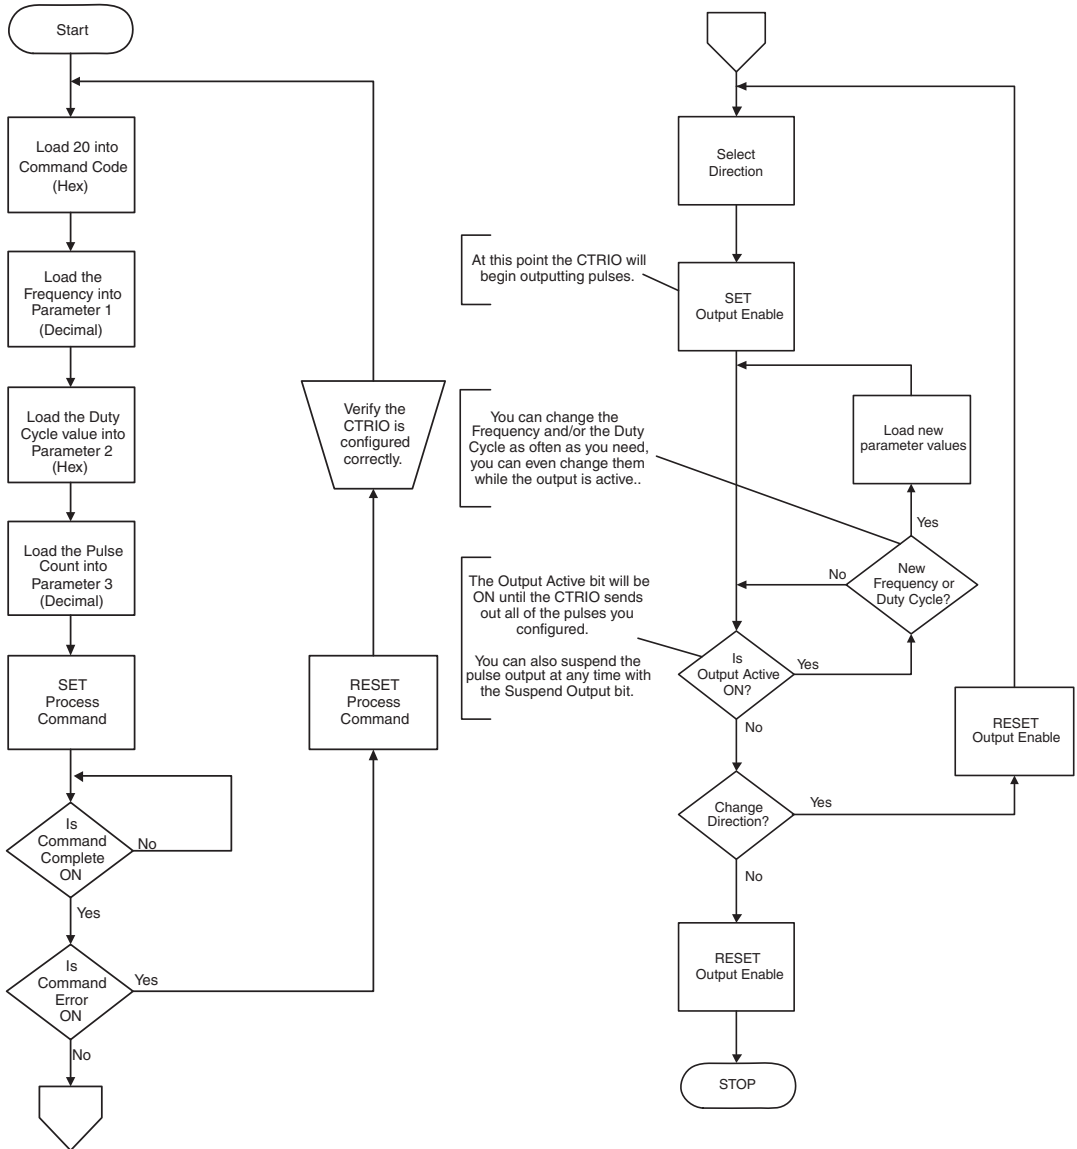 Start
Load 20 into
Command Code
(Hex)
Load the
Frequency into
Parameter 1
(Decimal)
Load the Duty
Cycle value into
Parameter 2
(Hex)
Load the Pulse
Count into
Parameter 3
(Decimal)
SET
Process
Command
Is
Command
Complete
ON
No
Yes
Is
Command
Error
ON
Yes
No
RESET
Process
Command
Verify the
CTRIO is
configured
correctly.
Select
Direction
At this point the CTRIO will
begin outputting pulses.
SET
Output Enable
You can change the
Frequency and/or the Duty
Cycle as often as you need,
you can even change them
while the output is active..
Load new
parameter values
Yes
New
Frequency or
Duty Cycle?
No
The Output Active bit will be
ON until the CTRIO sends
out all of the pulses you
configured.
You can also suspend the
pulse output at any time with
the Suspend Output bit.
Is
Output Active
ON?
Yes
No
Change
Direction?
Yes
RESET
Output Enable
No
RESET
Output Enable
STOP